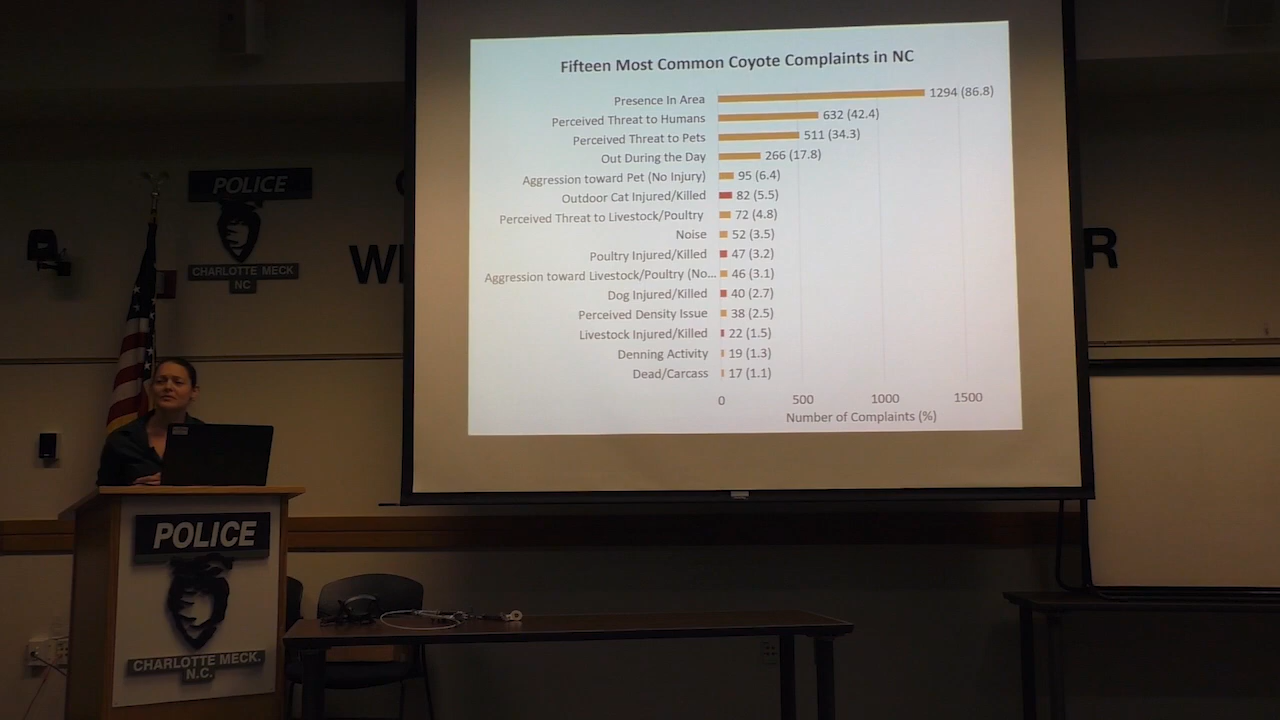 Fifteen Most Common Coyote Complaints in NC
Presence In Area 1294 (86.8)
Perceived Threat to Humans 632 (42.4)
Perceived Threat to Pets 511 (34.3)
Out During the Day 266 (17.8)
Aggression toward Pet (No Injury) 95 (6.4)
Outdoor Cat Injured/Killed 82 (5.5)
Perceived Threat to Livestock/Poultry 72 (4.8)
Noise 52 (3.5)
Poultry Injured/Killed 47 (3.2)
Aggression toward Livestock/Poultry (No... 46 (3.1)
Dog Injured/Killed 40 (2.7)
Perceived Density Issue 38 (2.5)
Livestock Injured/Killed 22 (1.5)
Denning Activity 19 (1.3)
Dead/Carcass 17 (1.1)
0 500 1000 1500
Number of Complaints (%)
POLICE
CHARLOTTE MECK
NC
POLICE
CHARLOTTE MECK.
N.C.